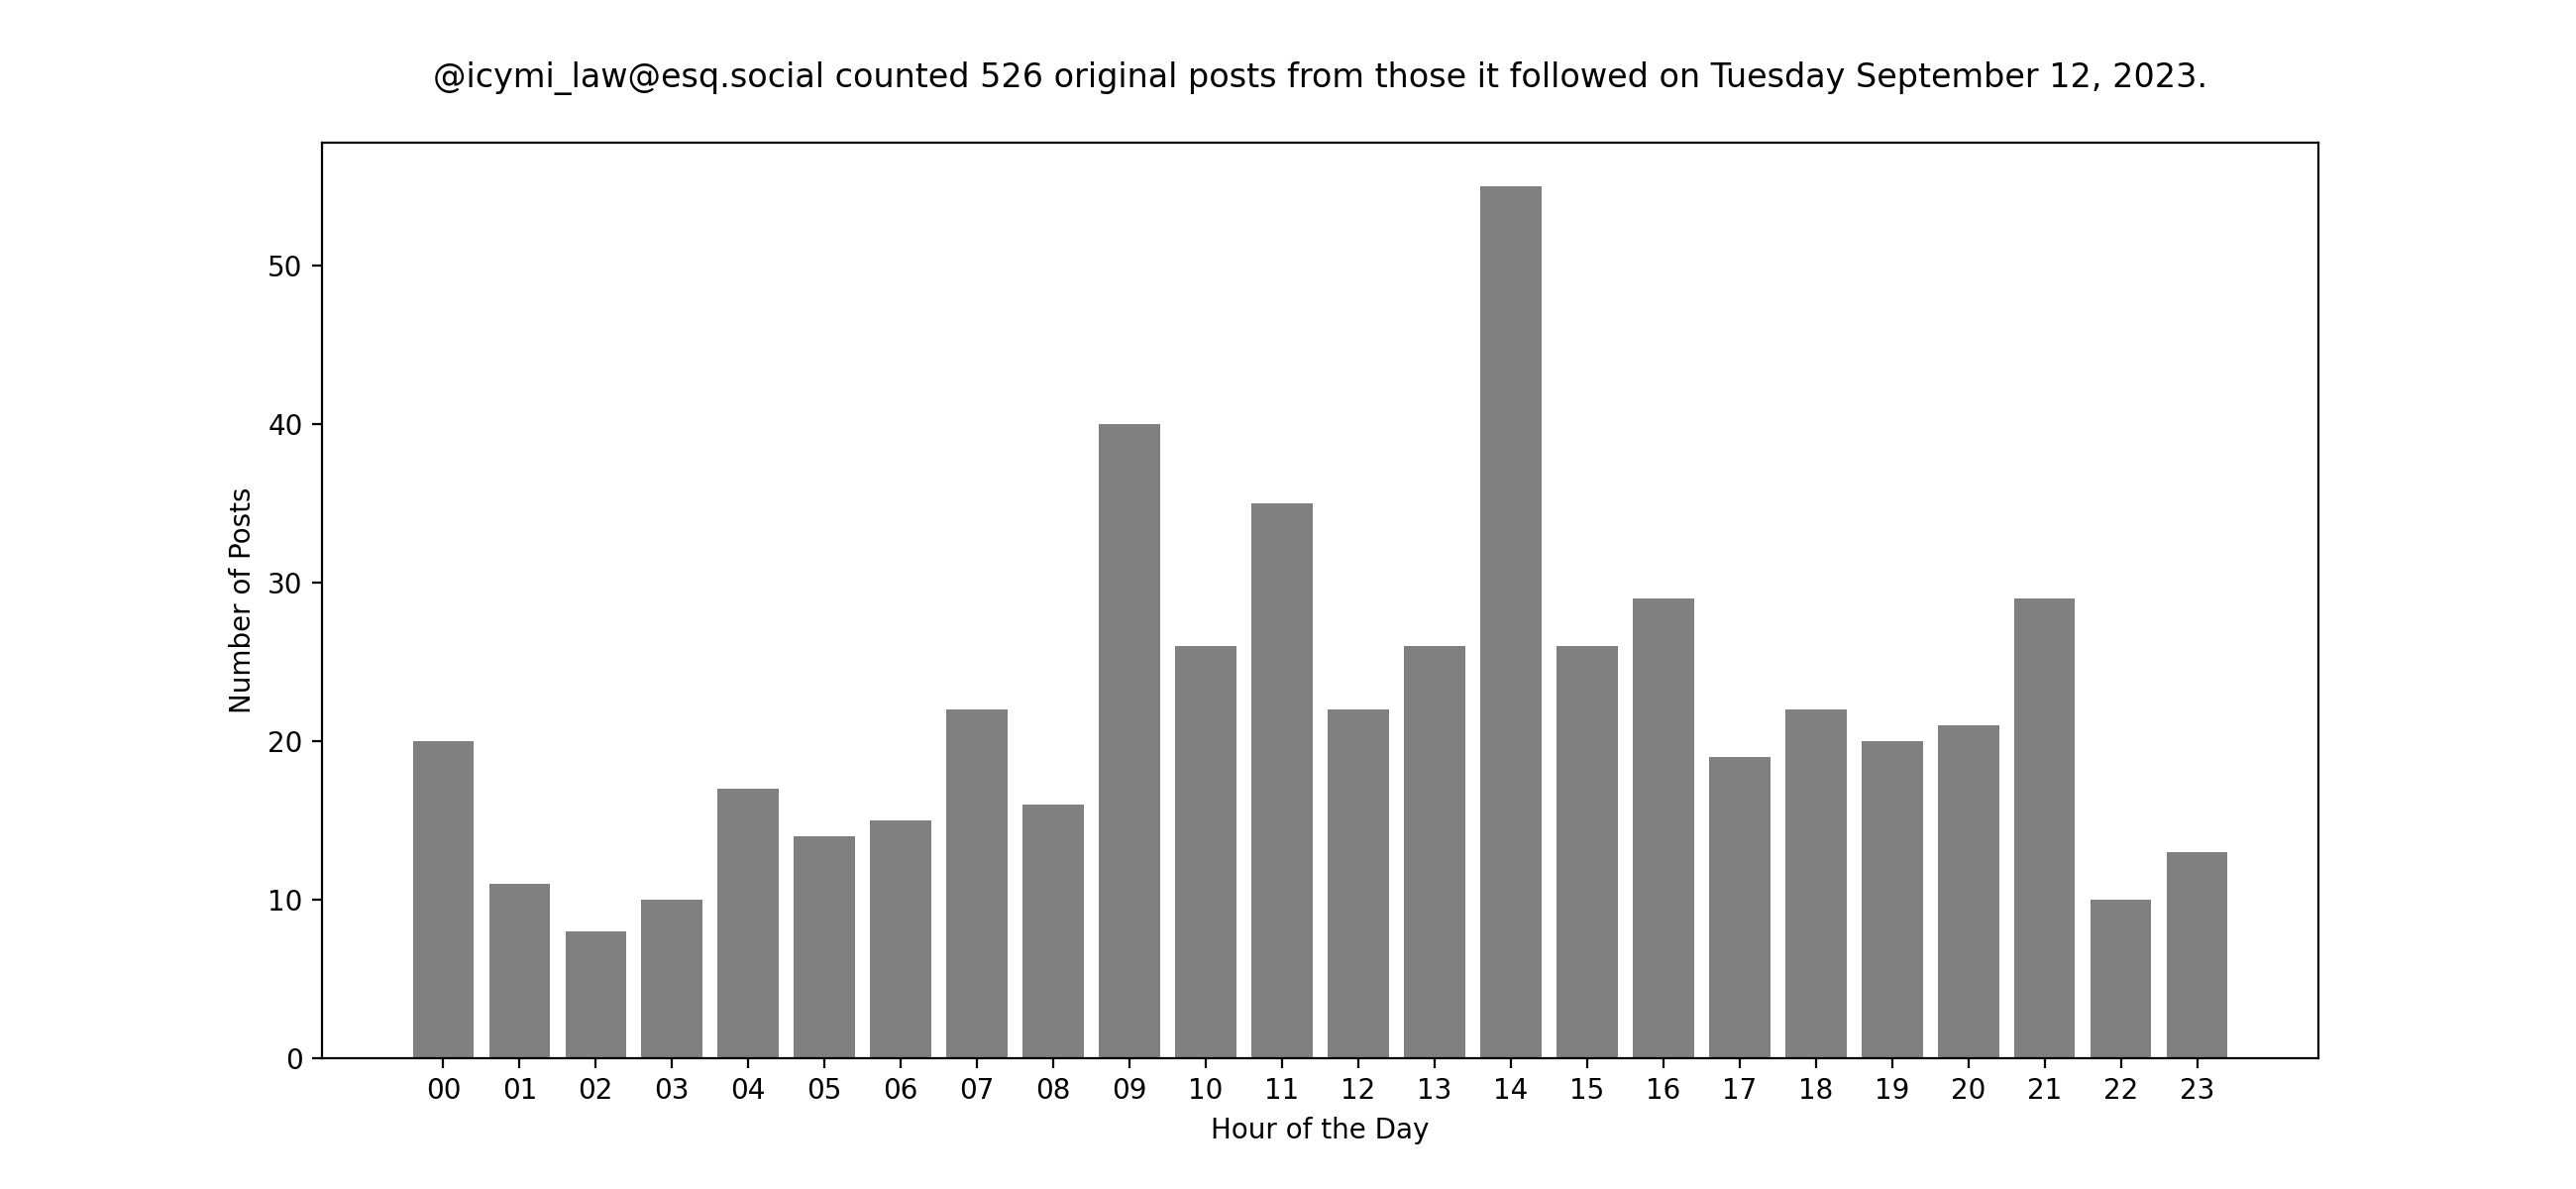 @icymi_law@esq.social counted 526 original posts from those it followed on Tuesday September 12, 2023.
50
40
30
20
10
0
Number of Posts
00 01 02 03 04 05 06 07 08 09 10 11 12 13 14 15 16 17 18 19 20 21 22 23
Hour of the Day